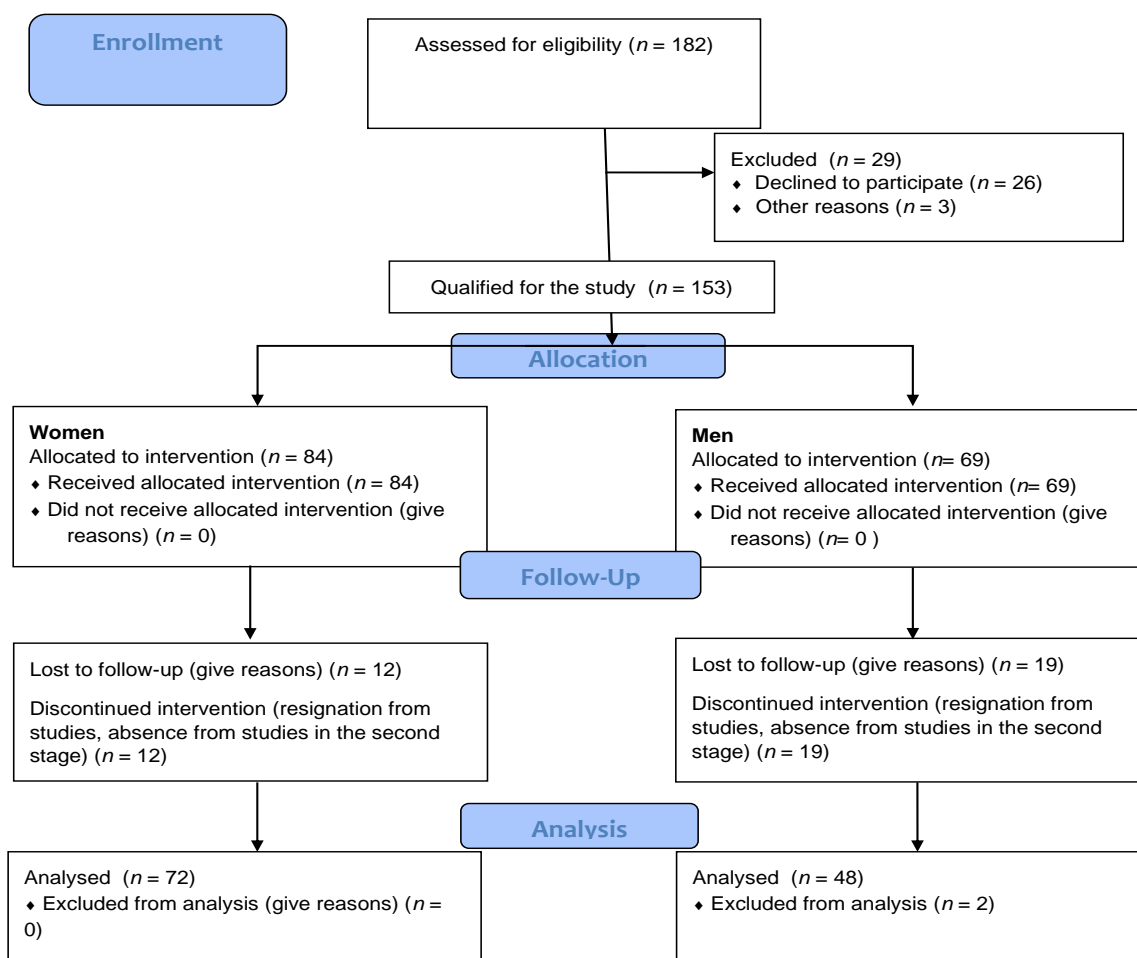 Enrollment
Assessed for eligibility (n = 182)
Excluded (n = 29)
♦ Declined to participate (n = 26)
♦ Other reasons (n = 3)
Qualified for the study (n = 153)
Allocation
Women
Allocated to intervention (n = 84)
♦ Received allocated intervention (n = 84)
♦ Did not receive allocated intervention (give
reasons) (n = 0)
Men
Allocated to intervention (n= 69)
♦ Received allocated intervention (n= 69)
♦ Did not receive allocated intervention (give
reasons) (n= 0 )
Follow-Up
Lost to follow-up (give reasons) (n = 12)
Discontinued intervention (resignation from
studies, absence from studies in the second
stage) (n = 12)
Lost to follow-up (give reasons) (n = 19)
Discontinued intervention (resignation from
studies, absence from studies in the second
stage) (n = 19)
Analysis
Analysed (n = 72)
♦ Excluded from analysis (give reasons) (n =
0)
Analysed (n = 48)
♦ Excluded from analysis (n = 2)